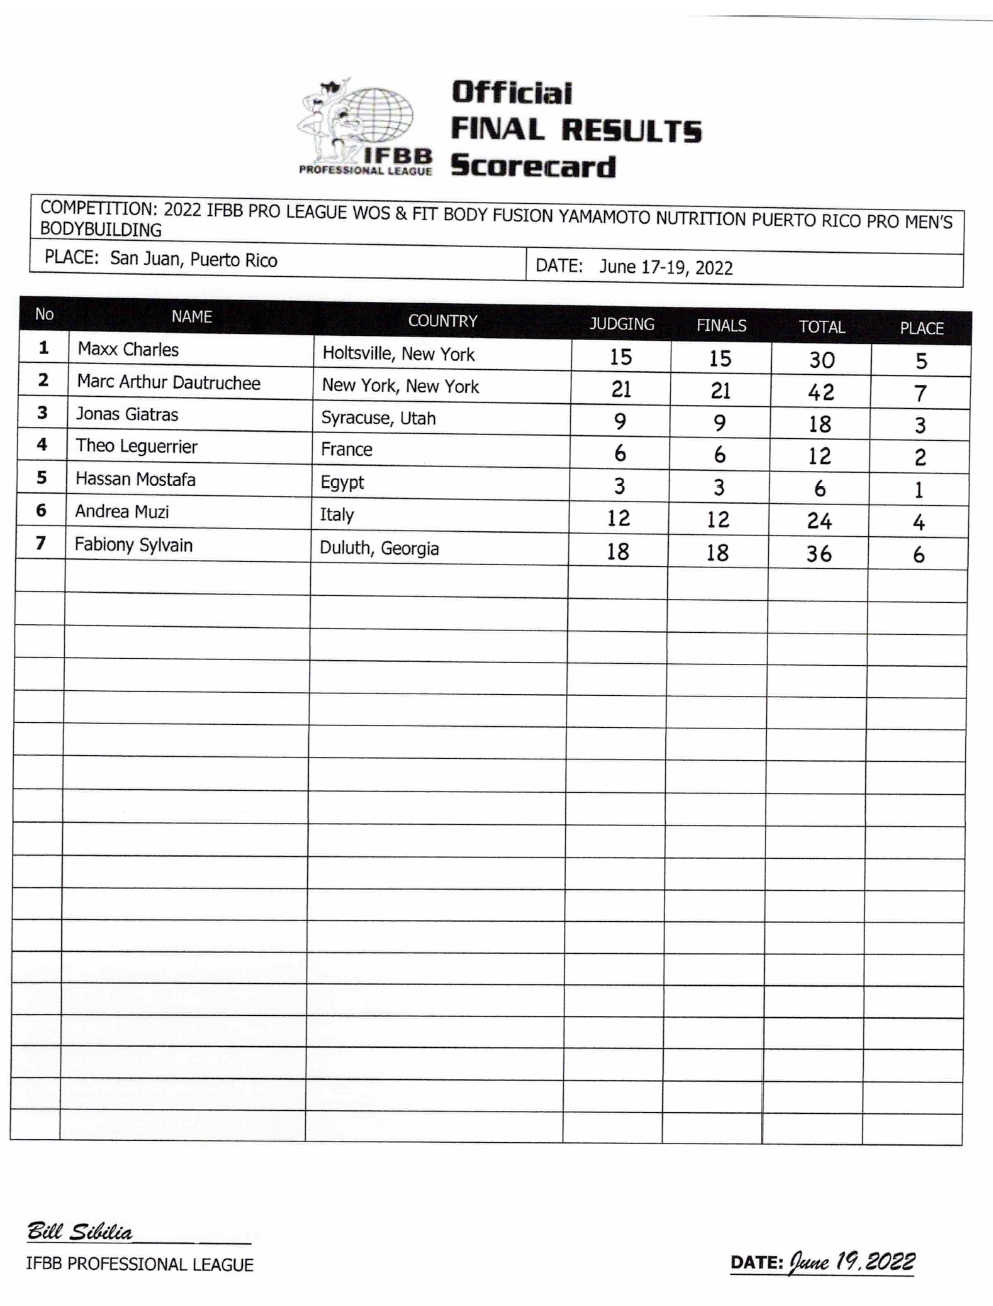 Official
FINAL RESULTS
Scorecard
IFBB
PROFESSIONAL LEAGUE
COMPETITION: 2022 IFBB PRO LEAGUE WOS & FIT BODY FUSION YAMAMOTO NUTRITION PUERTO RICO PRO MEN'S
BODYBUILDING
PLACE: San Juan, Puerto Rico DATE: June 17-19, 2022
No NAME COUNTRY JUDGING FINALS TOTAL PLACE
1 Maxx Charles Holtsville, New York 15 15 30 5
2 Marc Arthur Dautruchee New York, New York 21 21 42 7
3 Jonas Giatras Syracuse, Utah 9 9 18 3
4 Theo Leguerrier France 6 6 12 2
5 Hassan Mostafa Egypt 3 3 6 1
6 Andrea Muzi Italy 12 12 24 4
7 Fabiony Sylvain Duluth, Georgia 18 18 36 6
Bill Sibilia
IFBB PROFESSIONAL LEAGUE
DATE: June 19, 2022